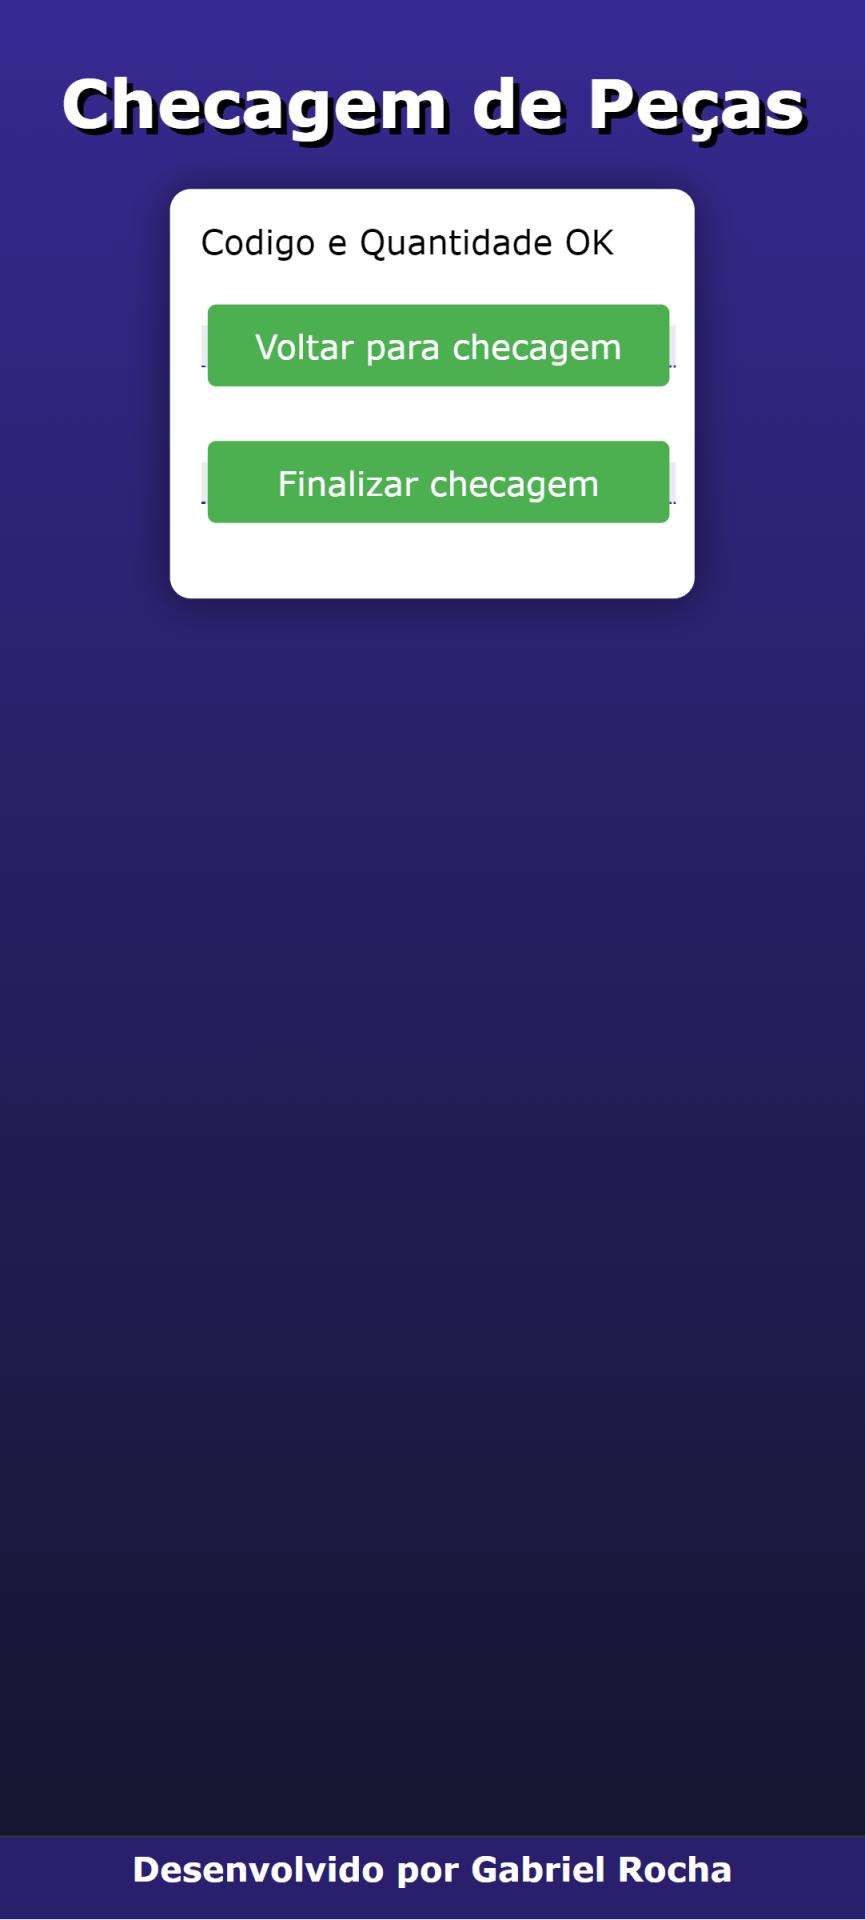 Checagem de Peças
Codigo e Quantidade OK
Voltar para checagem
Finalizar checagem
Desenvolvido por Gabriel Rocha